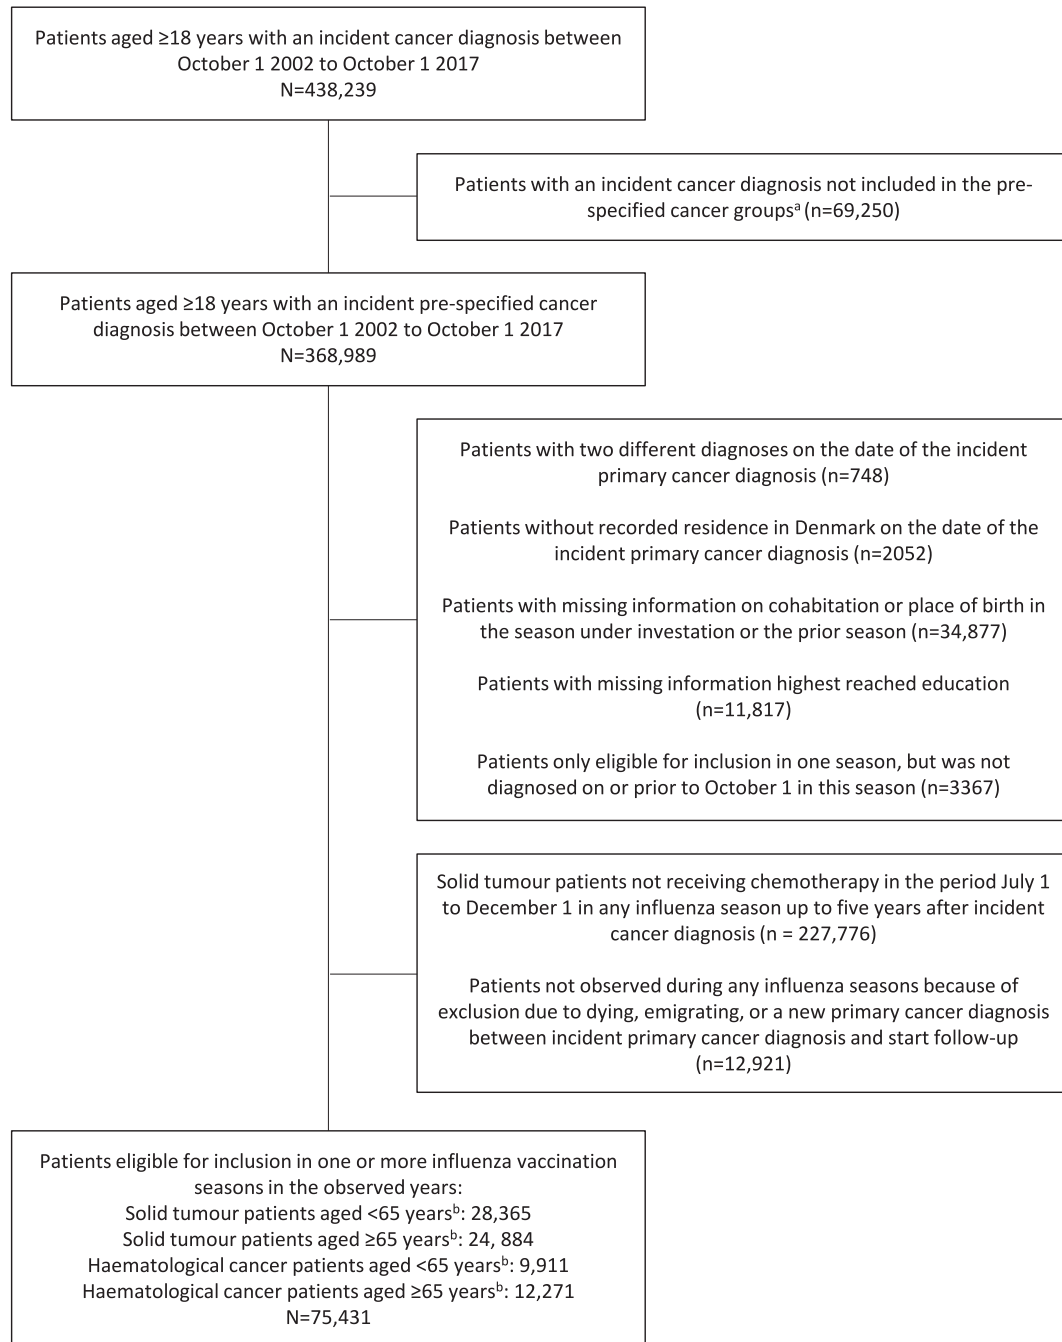 Patients aged ≥18 years with an incident cancer diagnosis between
October 1 2002 to October 1 2017
N=438,239
Patients with an incident cancer diagnosis not included in the pre-
specified cancer groupsᵃ (n=69,250)
Patients aged ≥18 years with an incident pre-specified cancer
diagnosis between October 1 2002 to October 1 2017
N=368,989
Patients with two different diagnoses on the date of the incident
primary cancer diagnosis (n=748)
Patients without recorded residence in Denmark on the date of the
incident primary cancer diagnosis (n=2052)
Patients with missing information on cohabitation or place of birth in
the season under investation or the prior season (n=34,877)
Patients with missing information highest reached education
(n=11,817)
Patients only eligible for inclusion in one season, but was not
diagnosed on or prior to October 1 in this season (n=3367)
Solid tumour patients not receiving chemotherapy in the period July 1
to December 1 in any influenza season up to five years after incident
cancer diagnosis (n = 227,776)
Patients not observed during any influenza seasons because of
exclusion due to dying, emigrating, or a new primary cancer diagnosis
between incident primary cancer diagnosis and start follow-up
(n=12,921)
Patients eligible for inclusion in one or more influenza vaccination
seasons in the observed years:
Solid tumour patients aged <65 yearsᵇ: 28,365
Solid tumour patients aged ≥65 yearsᵇ: 24, 884
Haematological cancer patients aged <65 yearsᵇ: 9,911
Haematological cancer patients aged ≥65 yearsᵇ: 12,271
N=75,431